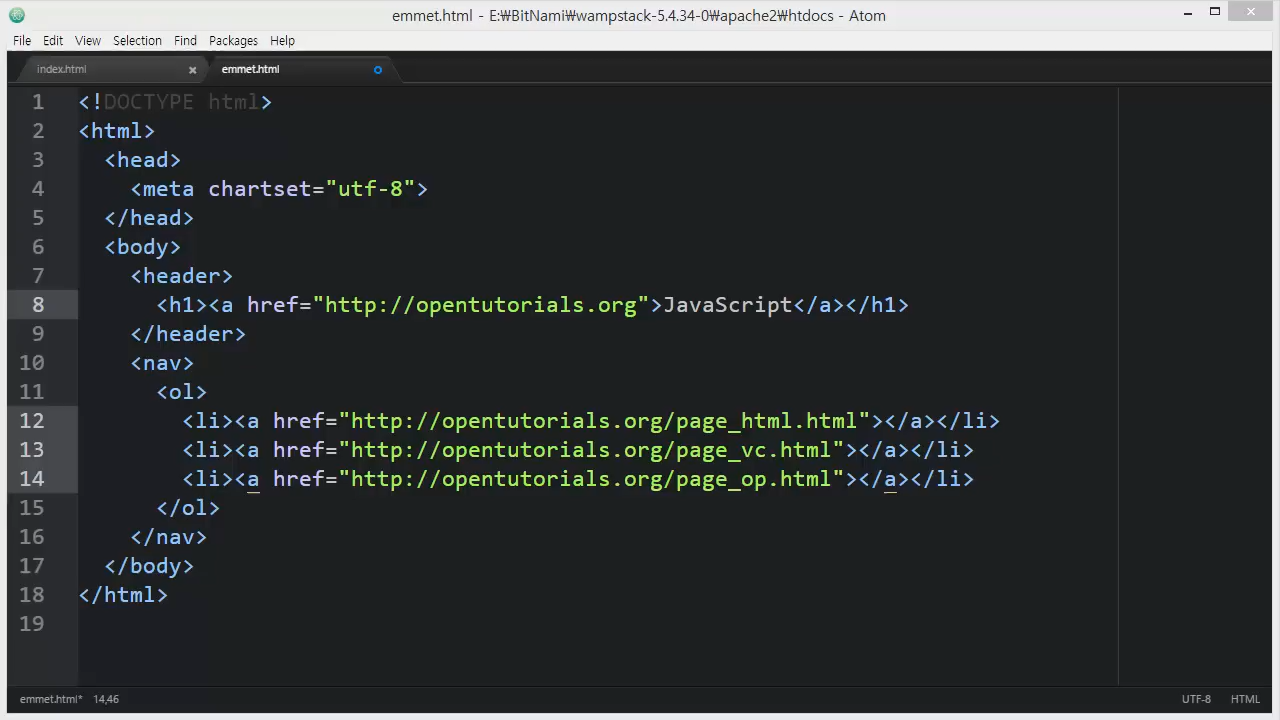 emmet.html - E:₩BitNami₩wampstack-5.4.34-0₩apache2₩htdocs - Atom
File Edit View Selection Find Packages Help
index.html emmet.html
1 <!DOCTYPE html>
2 <html>
3 <head>
4 <meta chartset="utf-8">
5 </head>
6 <body>
7 <header>
8 <h1><a href="http://opentutorials.org">JavaScript</a></h1>
9 </header>
10 <nav>
11 <ol>
12 <li><a href="http://opentutorials.org/page_html.html"></a></li>
13 <li><a href="http://opentutorials.org/page_vc.html"></a></li>
14 <li><a href="http://opentutorials.org/page_op.html"></a></li>
15 </ol>
16 </nav>
17 </body>
18 </html>
19
emmet.html* 14,46 UTF-8 HTML